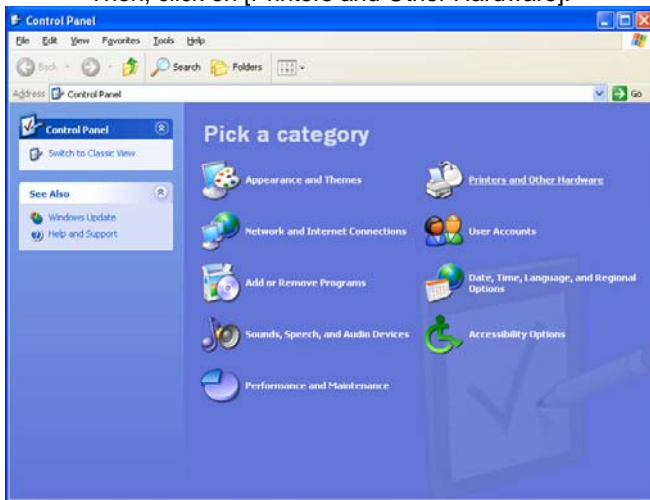 Then, click on [Printers and Other Hardware].
Control Panel
File Edit View Favorites Tools Help
Back Search Folders
Address Control Panel Go
Control Panel
Switch to Classic View
See Also
Windows Update
Help and Support
Pick a category
Appearance and Themes
Printers and Other Hardware
Network and Internet Connections
User Accounts
Add or Remove Programs
Date, Time, Language, and Regional
Options
Sounds, Speech, and Audio Devices
Accessibility Options
Performance and Maintenance